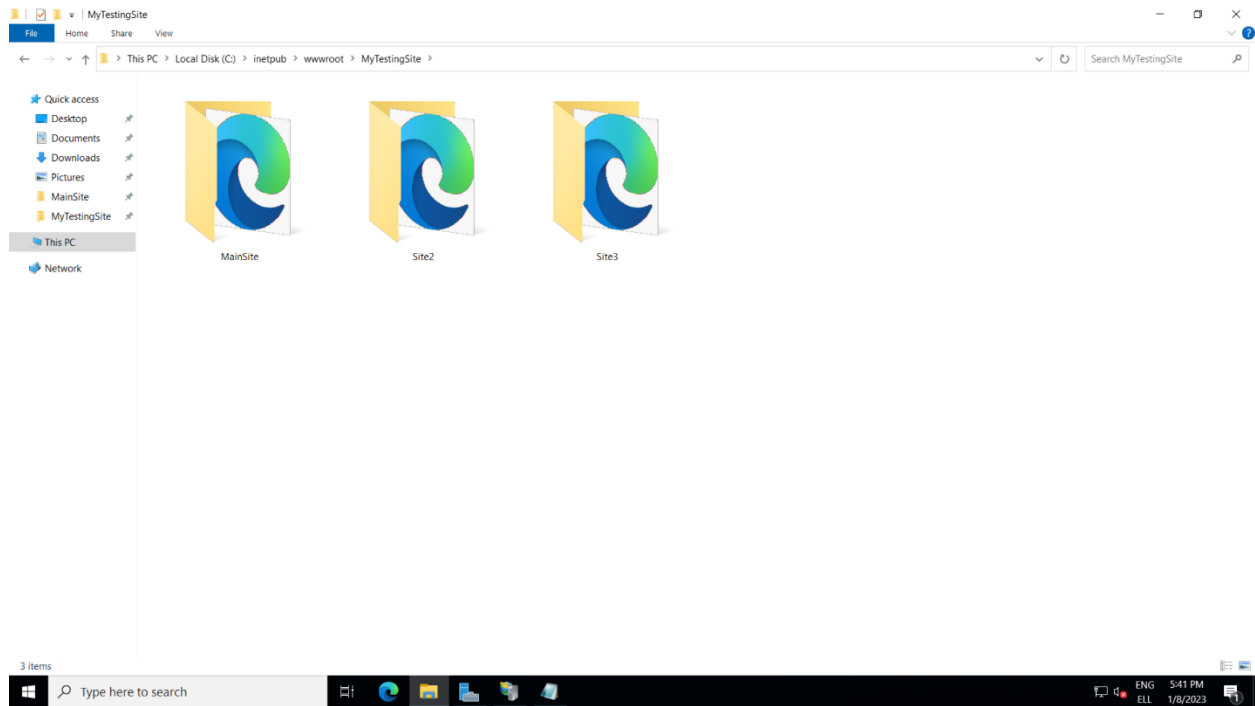 MyTestingSite
File Home Share View
This PC > Local Disk (C:) > inetpub > wwwroot > MyTestingSite >
Search MyTestingSite
Quick access
Desktop
Documents
Downloads
Pictures
MainSite
MyTestingSite
This PC
Network
MainSite Site2 Site3
3 items
Type here to search
ENG 5:41 PM
ELL 1/8/2023
1